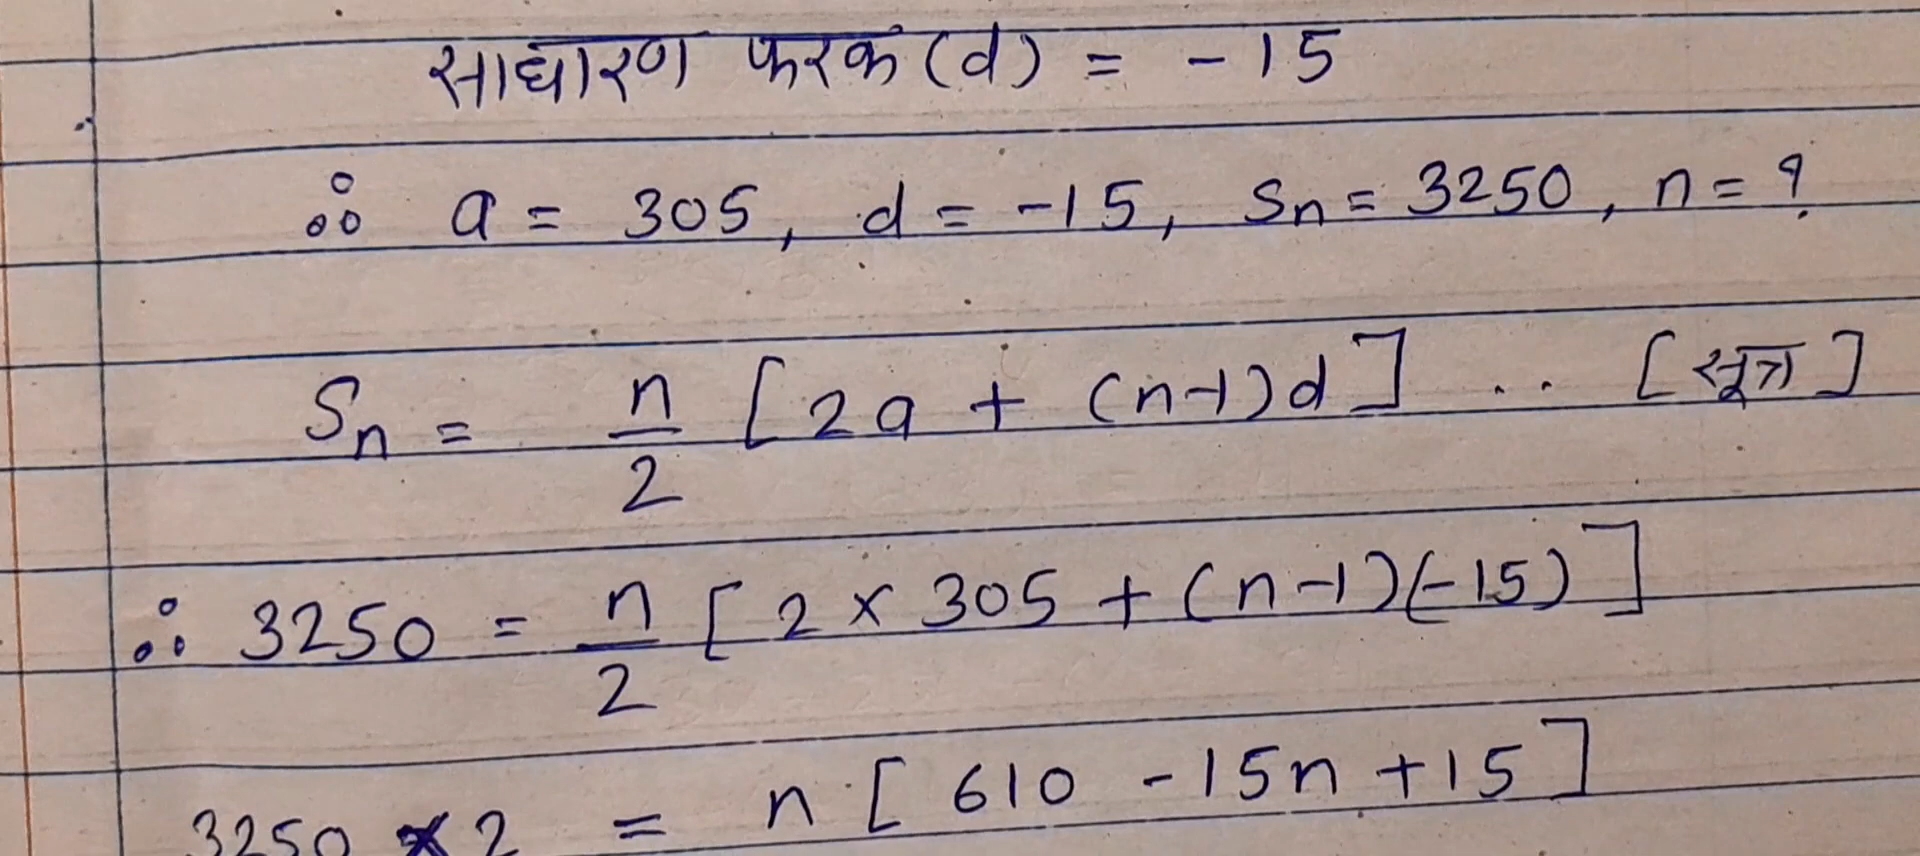 साधारण फरक (d) = -15
∴ a = 305, d = -15, Sn = 3250, n = ?
Sn = n/2 [2a + (n-1)d] .. [सूत्र]
∴ 3250 = n/2 [2 × 305 + (n-1)(-15)]
3250 × 2 = n [610 - 15n + 15]